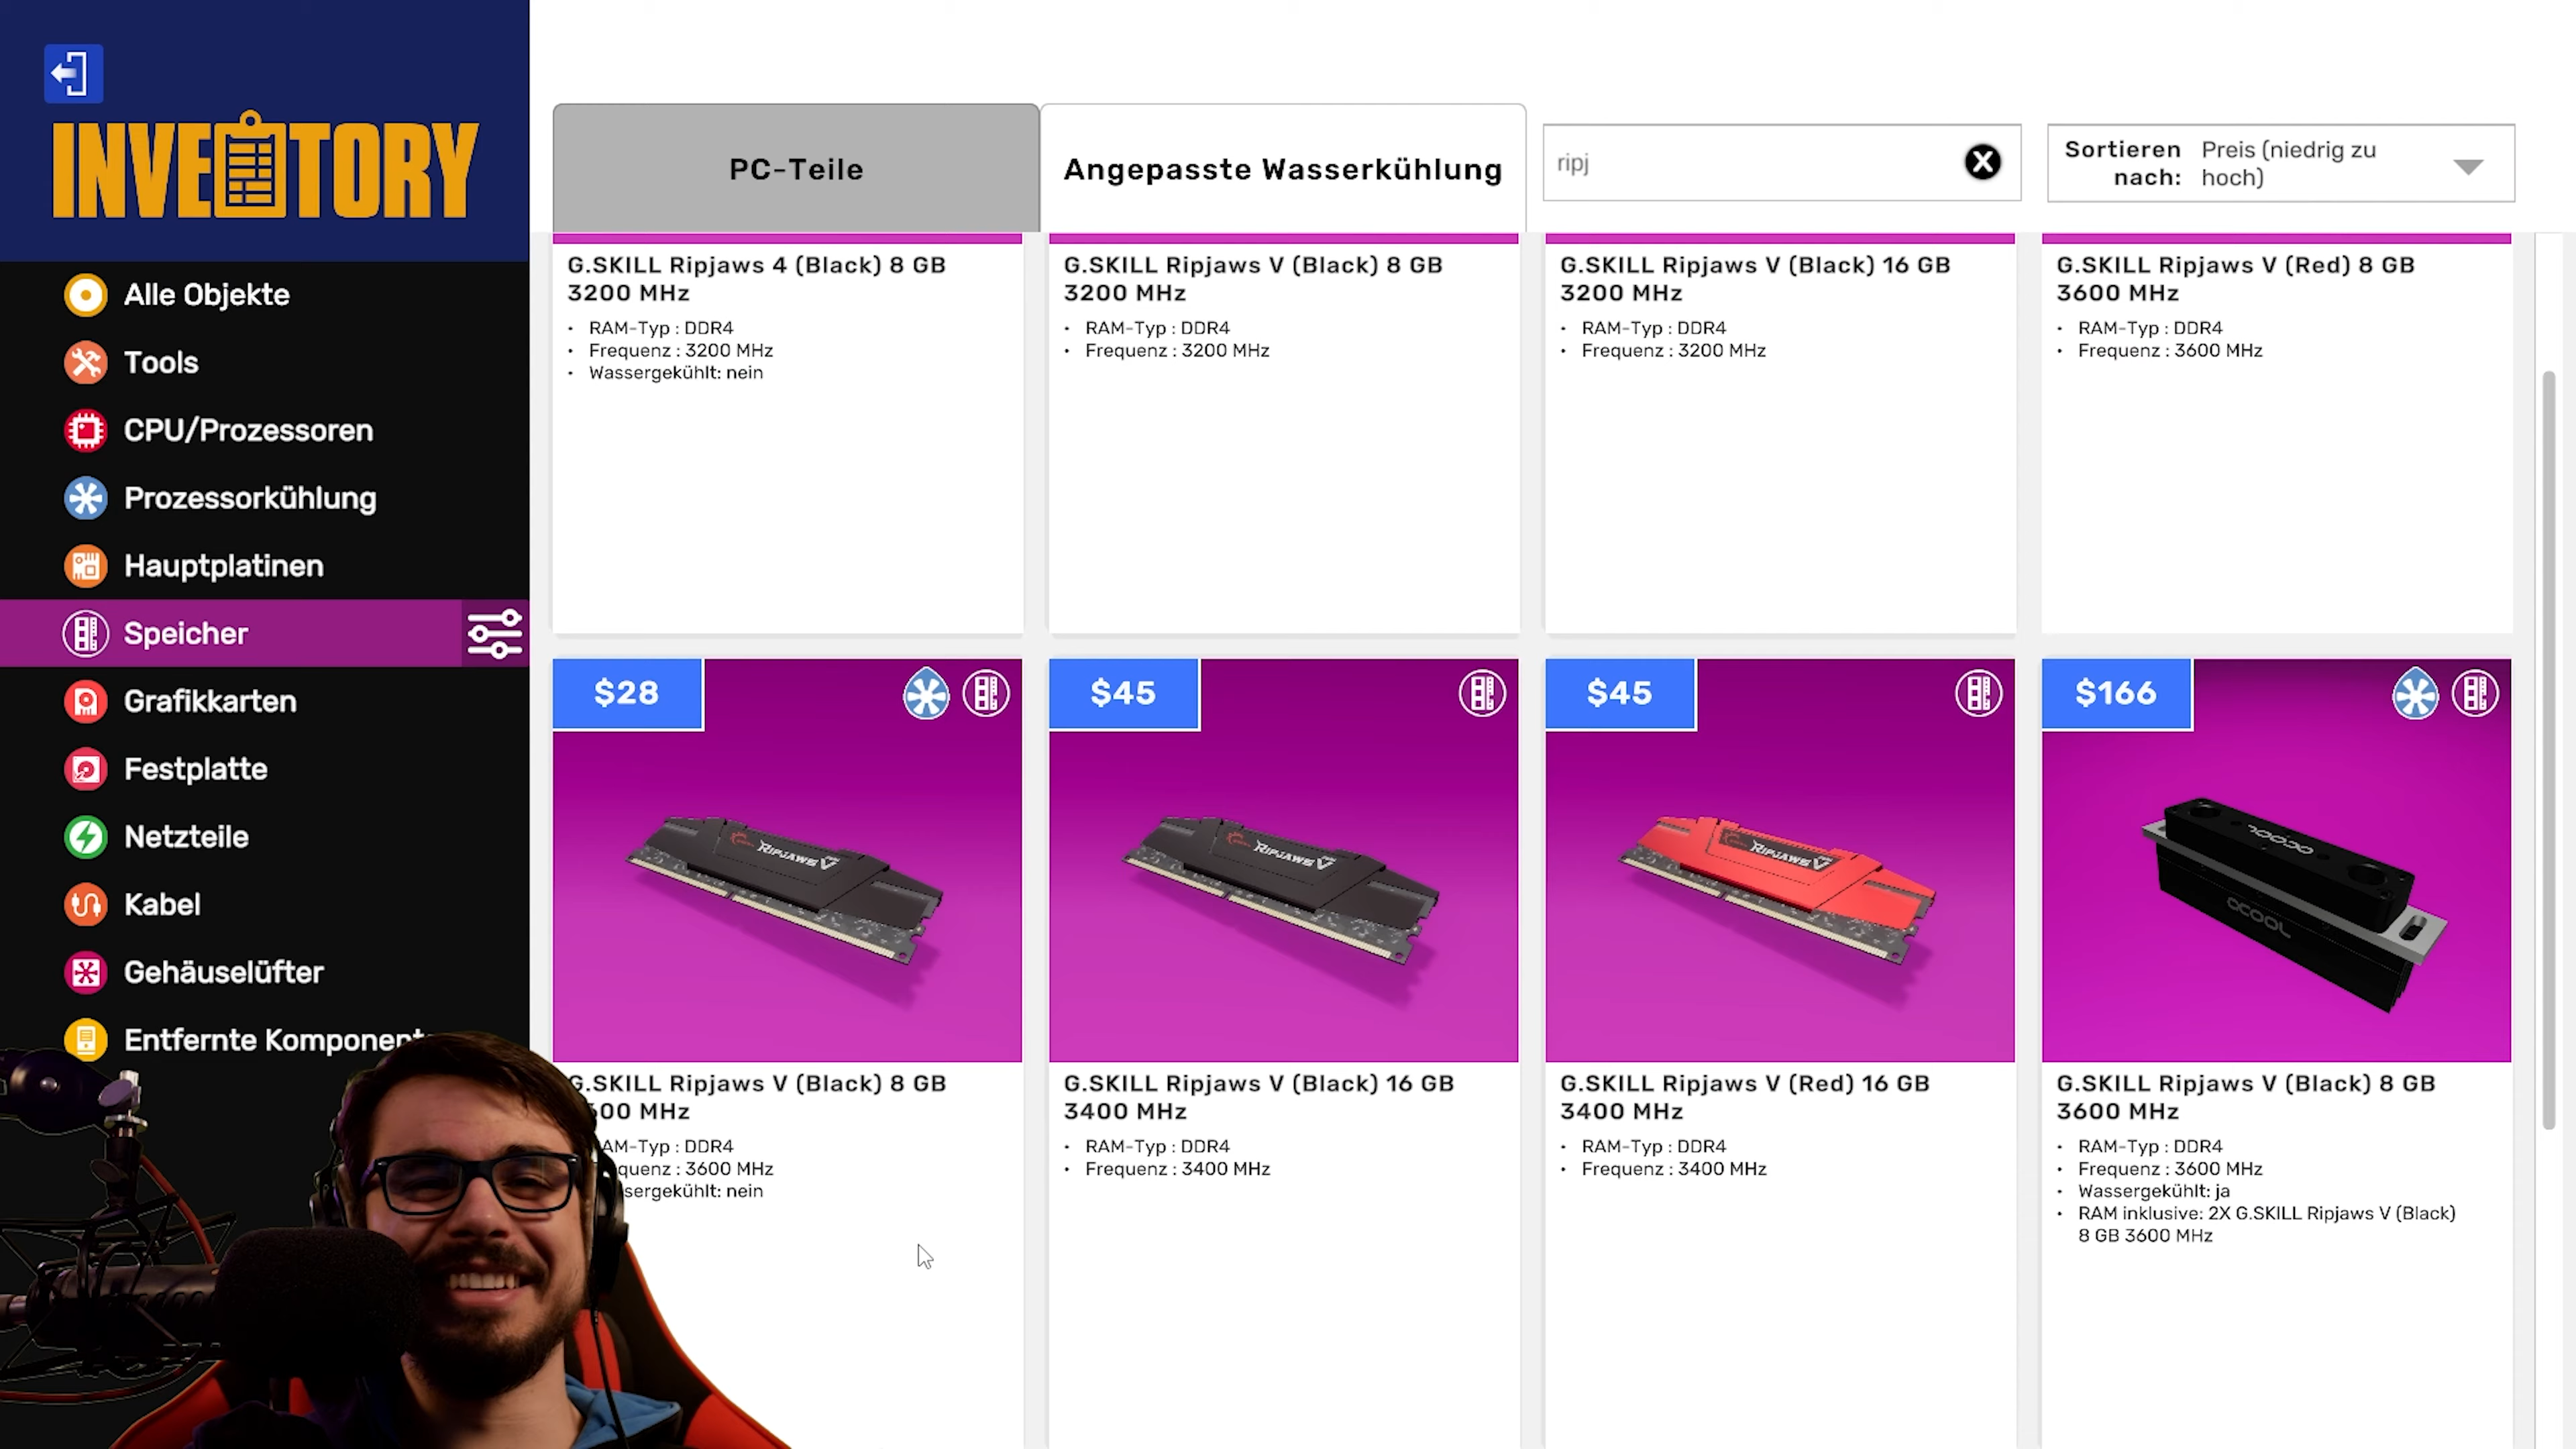 INVENTORY
Alle Objekte
Tools
CPU/Prozessoren
Prozessorkühlung
Hauptplatinen
Speicher
Grafikkarten
Festplatte
Netzteile
Kabel
Gehäuselüfter
Entfernte
PC-Teile
Angepasste Wasserkühlung
ripj
Sortieren nach:
Preis (niedrig zu hoch)
G.SKILL Ripjaws 4 (Black) 8 GB
3200 MHz
• RAM-Typ : DDR4
• Frequenz : 3200 MHz
• Wassergekühlt: nein
G.SKILL Ripjaws V (Black) 8 GB
3200 MHz
• RAM-Typ : DDR4
• Frequenz : 3200 MHz
G.SKILL Ripjaws V (Black) 16 GB
3200 MHz
• RAM-Typ : DDR4
• Frequenz : 3200 MHz
G.SKILL Ripjaws V (Red) 8 GB
3600 MHz
• RAM-Typ : DDR4
• Frequenz : 3600 MHz
$28
RIPJAWS V
G.SKILL Ripjaws V (Black) 8 GB
MHz
: DDR4
: 3600 MHz
nein
$45
RIPJAWS V
G.SKILL Ripjaws V (Black) 16 GB
3400 MHz
• RAM-Typ : DDR4
• Frequenz : 3400 MHz
$45
RIPJAWS V
G.SKILL Ripjaws V (Red) 16 GB
3400 MHz
• RAM-Typ : DDR4
• Frequenz : 3400 MHz
$166
acool
acool
G.SKILL Ripjaws V (Black) 8 GB
3600 MHz
• RAM-Typ : DDR4
• Frequenz : 3600 MHz
• Wassergekühlt: ja
• RAM inklusive: 2X G.SKILL Ripjaws V (Black)
8 GB 3600 MHz